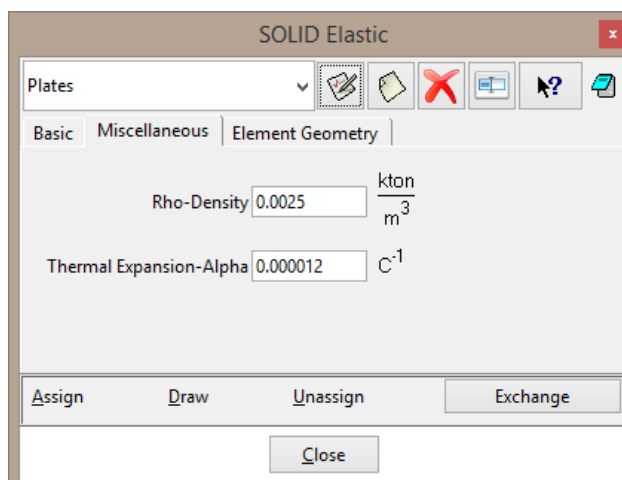 SOLID Elastic
x
Plates
?
Basic Miscellaneous Element Geometry
Rho-Density 0.0025 kton
m3
Thermal Expansion-Alpha 0.000012 C-1
Assign Draw Unassign Exchange
Close